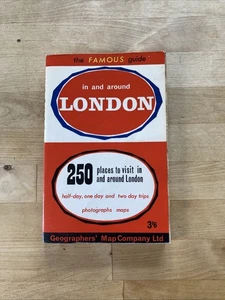 the FAMOUS guide
in and around
LONDON
250 places to visit in
and around London
half-day, one day and two day trips
photographs maps
3'6
Geographers' Map Company Ltd